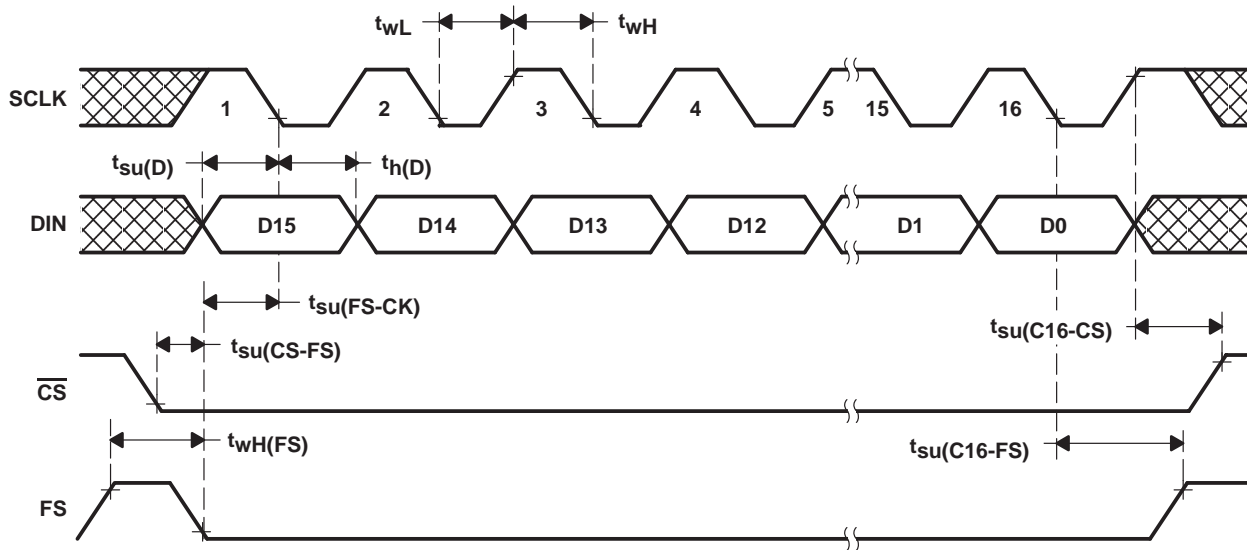 twL
twH
SCLK
1
2
3
4
5
15
16
tsu(D)
th(D)
DIN
D15
D14
D13
D12
D1
D0
tsu(FS-CK)
tsu(C16-CS)
tsu(CS-FS)
CS
twH(FS)
tsu(C16-FS)
FS